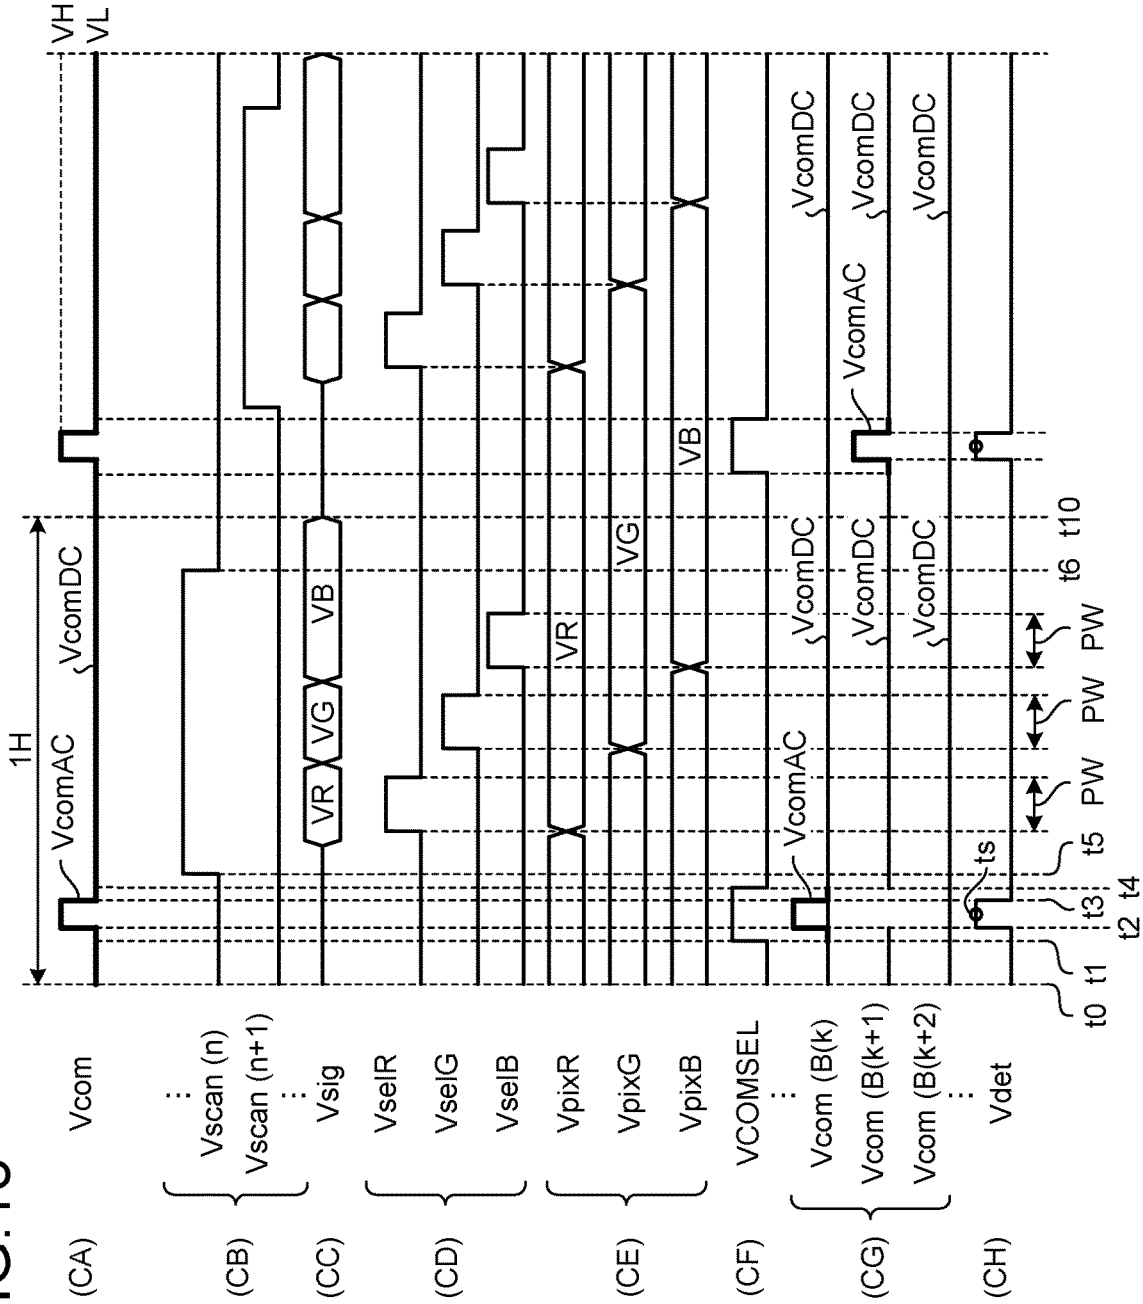 1H
VH
VL
(CA) Vcom VcomAC VcomDC
(CB) Vscan (n)
Vscan (n+1)
(CC) Vsig VR VG VB
(CD) VselR
VselG
VselB
(CE) VpixR VR
VpixG VG
VpixB VB
(CF) VCOMSEL
(CG) Vcom (B(k) VcomAC VcomDC VcomDC
Vcom (B(k+1) VcomDC VcomAC VcomDC
Vcom (B(k+2) VcomDC VcomDC
(CH) Vdet ts
t0 t1 t2 t3 t4 t5 PW PW PW t6 t10